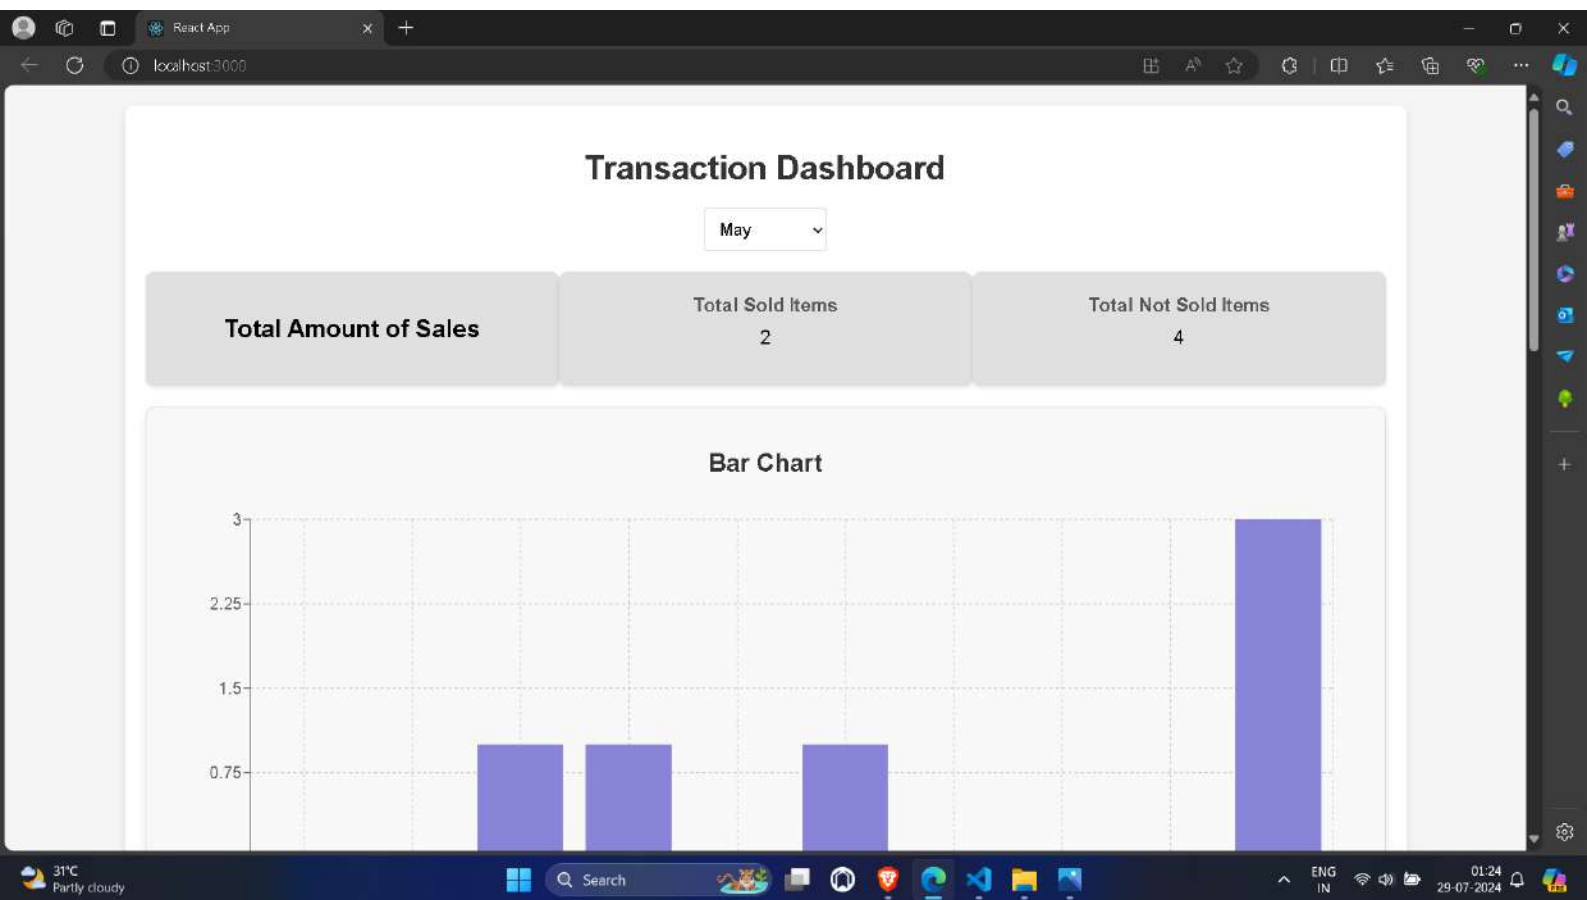 React App
localhost:3000
Transaction Dashboard
May
Total Amount of Sales
Total Sold Items
2
Total Not Sold Items
4
Bar Chart
3
2.25
1.5
0.75
31°C
Partly cloudy
Search
ENG
IN
01:24
29-07-2024